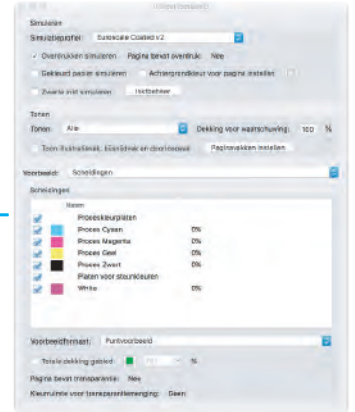 Simuleren
Simulatieprofiel: Euroscale Coated v2
Overdrukken simuleren Pagina bevat overdruk: Nee
Gekleurd papier simuleren Achtergrondkleur voor pagina instellen
Zwarte inkt simuleren Inktbeheer
Tonen
Tonen: Alle Dekking voor waarschuwing: 100 %
Toon illustratievak, bijsnijdvak en Paginavakken instellen
Voorbeeld: Scheidingen
Scheidingen
Naam
Proceskleurplaten
Proces Cyaan 0%
Proces Magenta 0%
Proces Geel 0%
Proces Zwart 0%
Platen voor steunkleuren
White 0%
Voorbeeldformaat: Puntvoorbeeld
Totale dekking gebied %
Pagina bevat transparantie: Nee
Kleurruimte voor transparantiemenging: Geen